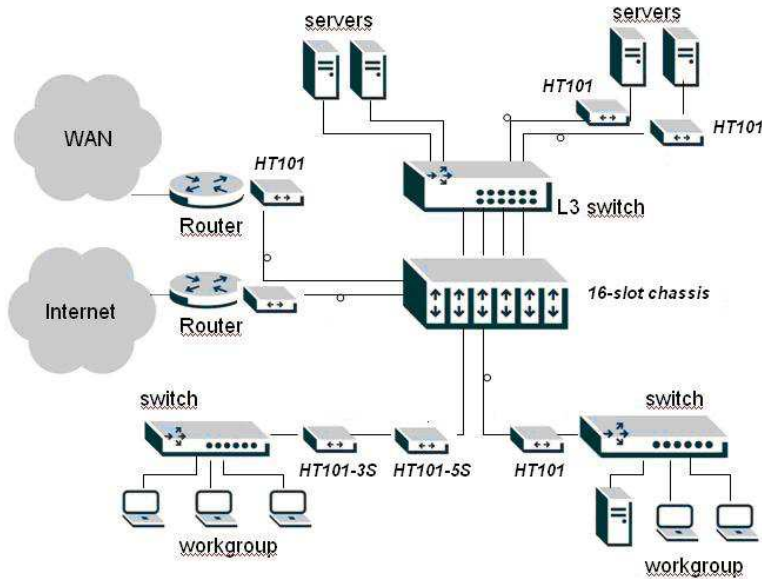 servers
servers
HT101
HT101
WAN
HT101
L3 switch
Router
16-slot chassis
Internet
Router
switch
switch
HT101-3S
HT101-5S
HT101
workgroup
workgroup